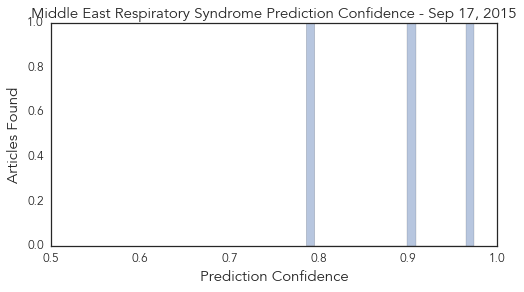 Middle East Respiratory Syndrome Prediction Confidence - Sep 17, 2015
1.0
0.8
0.6
0.4
0.2
0.0
Articles Found
0.5 0.6 0.7 0.8 0.9 1.0
Prediction Confidence